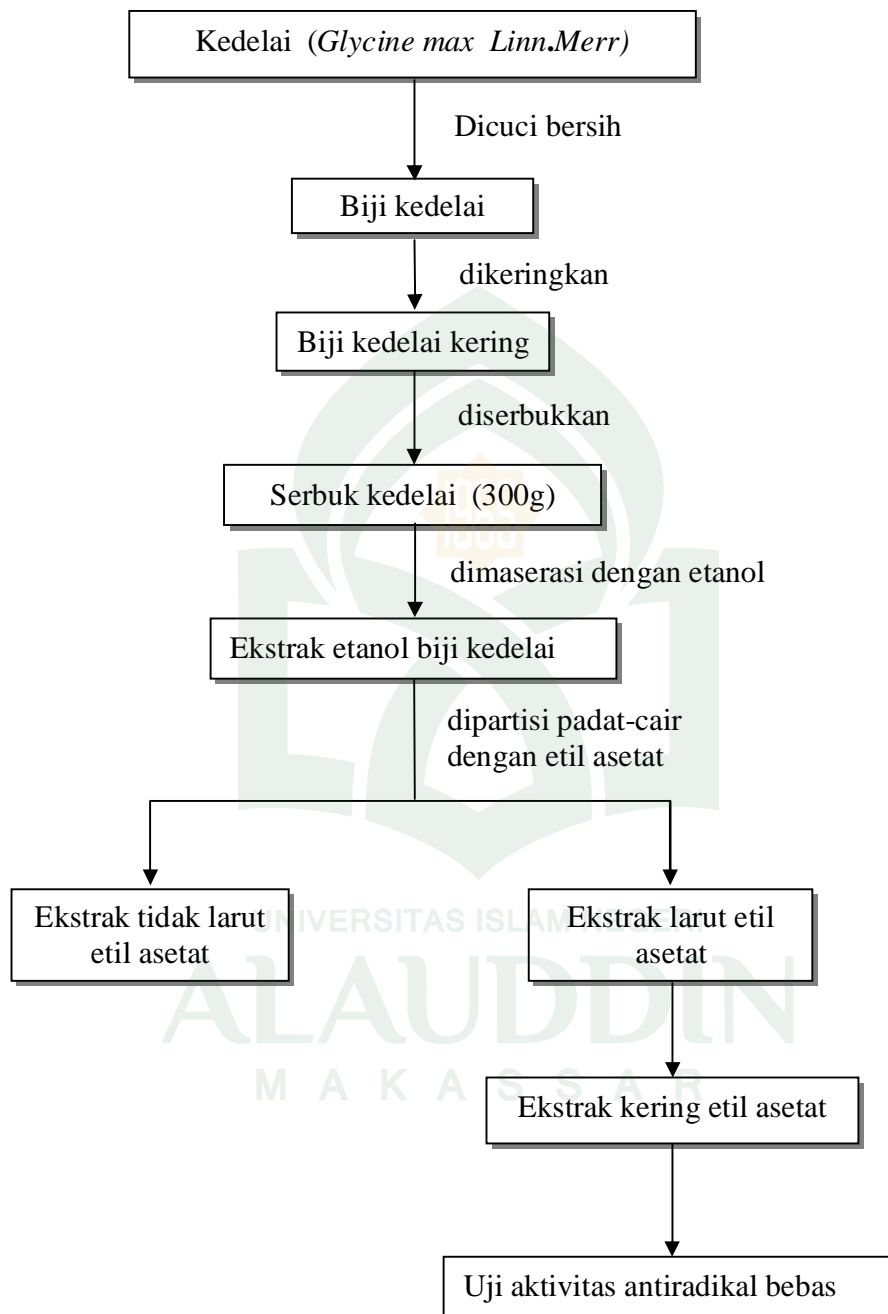 Kedelai (Glycine max Linn.Merr)
Dicuci bersih
Biji kedelai
dikeringkan
Biji kedelai kering
diserbukkan
Serbuk kedelai (300g)
1965
dimaserasi dengan etanol
Ekstrak etanol biji kedelai
dipartisi padat-cair
dengan etil asetat
Ekstrak tidak larut
etil asetat
Ekstrak larut etil
asetat
UNIVERSITAS ISLAM NEGERI
ALAUDDIN
MAKASSAR
Ekstrak kering etil asetat
Uji aktivitas antiradikal bebas